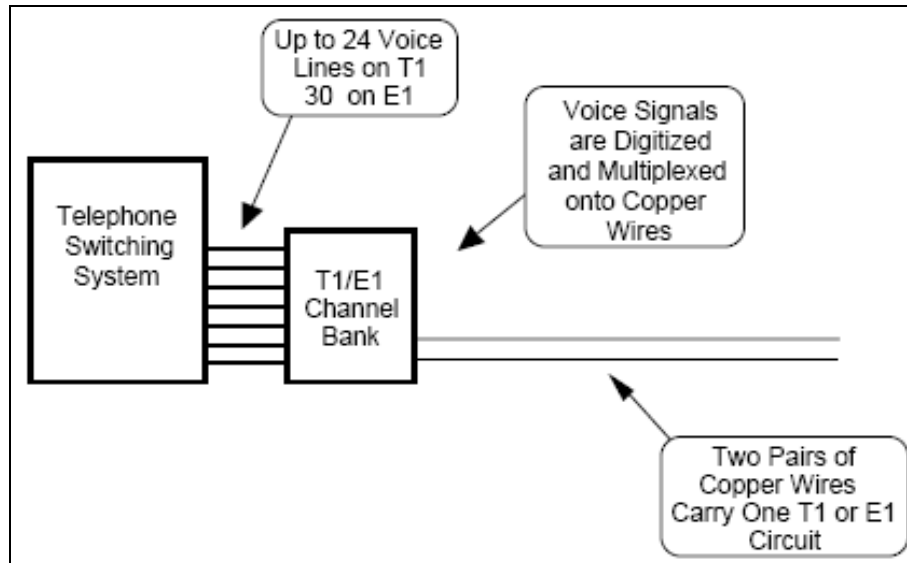 Up to 24 Voice
Lines on T1
30 on E1
Voice Signals
are Digitized
and Multiplexed
onto Copper
Wires
Telephone
Switching
System
T1/E1
Channel
Bank
Two Pairs of
Copper Wires
Carry One T1 or E1
Circuit